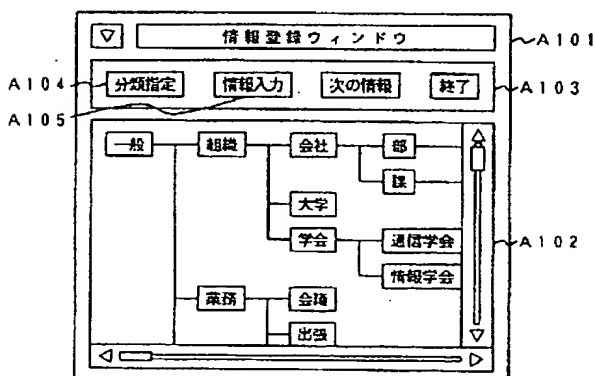 情報登録ウィンドウ
A101
A104
分類指定 情報入力 次の情報 終了
A103
A105
一般 組織 会社 部
課
大学
A102
学会 通信学会
情報学会
業務 会議
出張